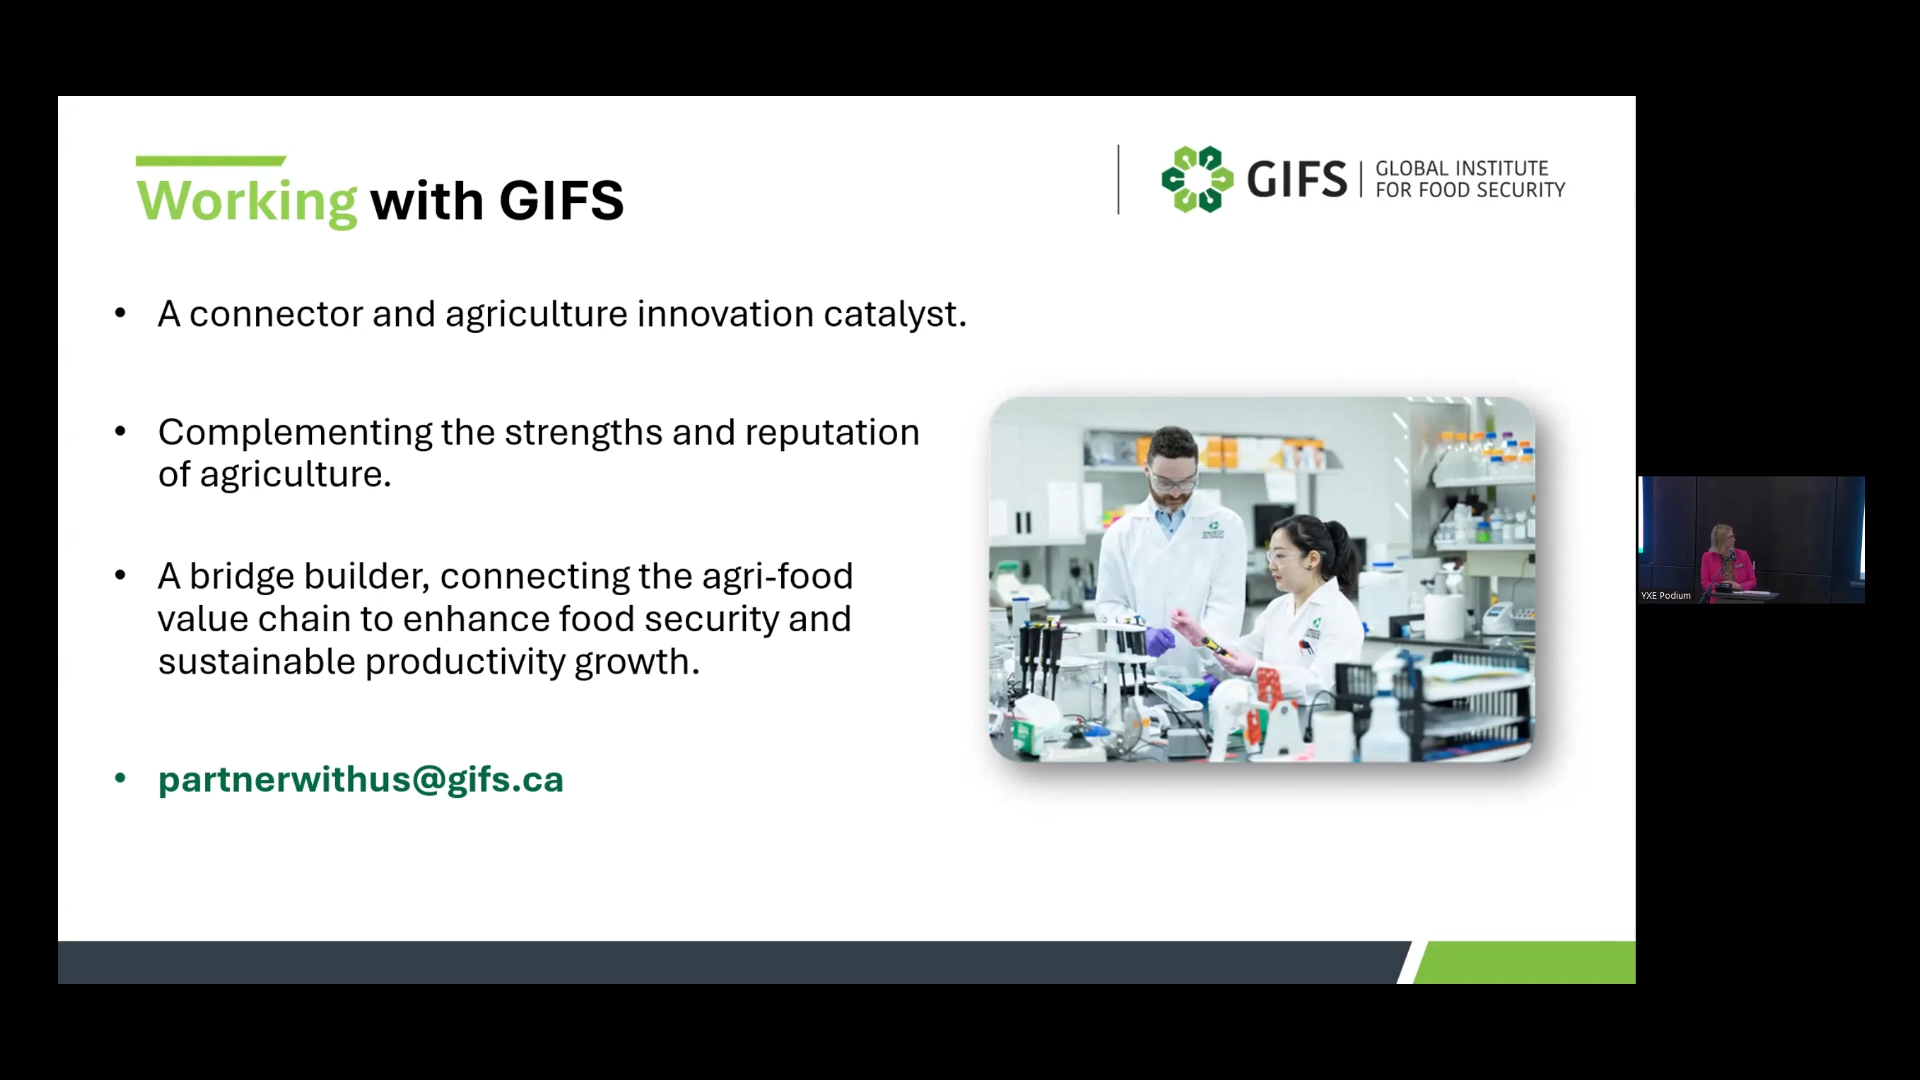 Working with GIFS
GIFS
GLOBAL INSTITUTE
FOR FOOD SECURITY
• A connector and agriculture innovation catalyst.
• Complementing the strengths and reputation
of agriculture.
• A bridge builder, connecting the agri-food
value chain to enhance food security and
sustainable productivity growth.
• partnerwithus@gifs.ca
YXE Podium